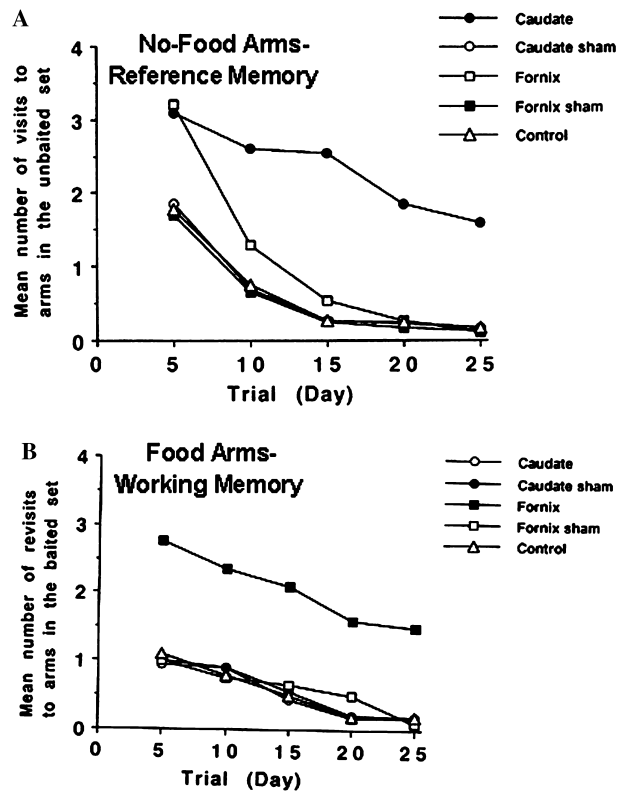 A
No-Food Arms-
Reference Memory
Caudate
Caudate sham
Fornix
Fornix sham
Control
Mean number of visits to
arms in the unbaited set
4
3
2
1
0
0 5 10 15 20 25
Trial (Day)
B
Food Arms-
Working Memory
Caudate
Caudate sham
Fornix
Fornix sham
Control
Mean number of revisits
to arms in the baited set
4
3
2
1
0
0 5 10 15 20 25
Trial (Day)